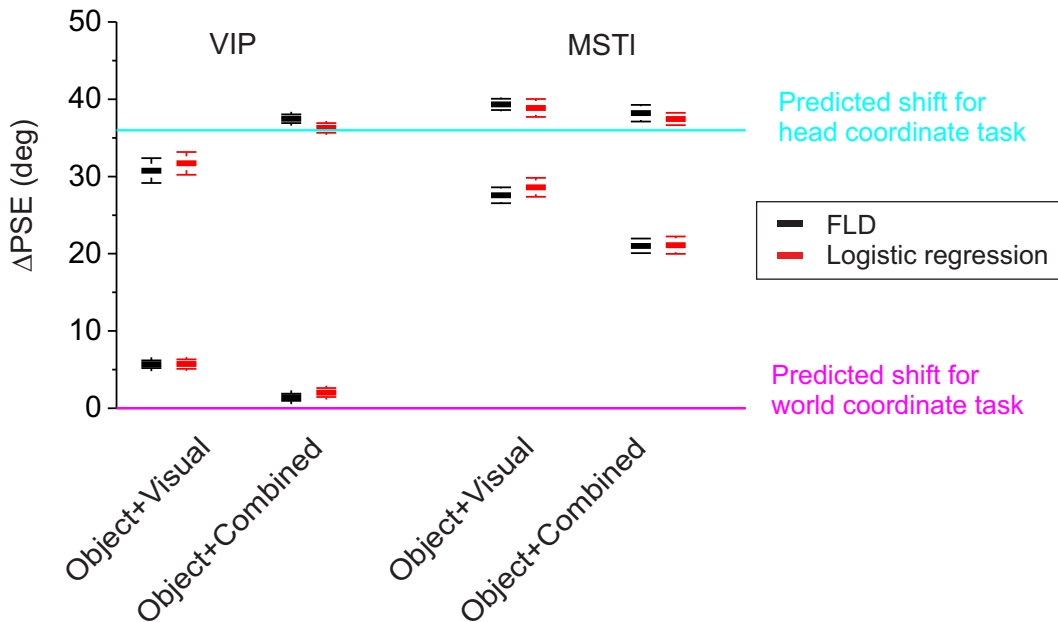 VIP
MSTl
50
40
30
20
10
0
ΔPSE (deg)
Predicted shift for
head coordinate task
FLD
Logistic regression
Predicted shift for
world coordinate task
Object+Visual
Object+Combined
Object+Visual
Object+Combined